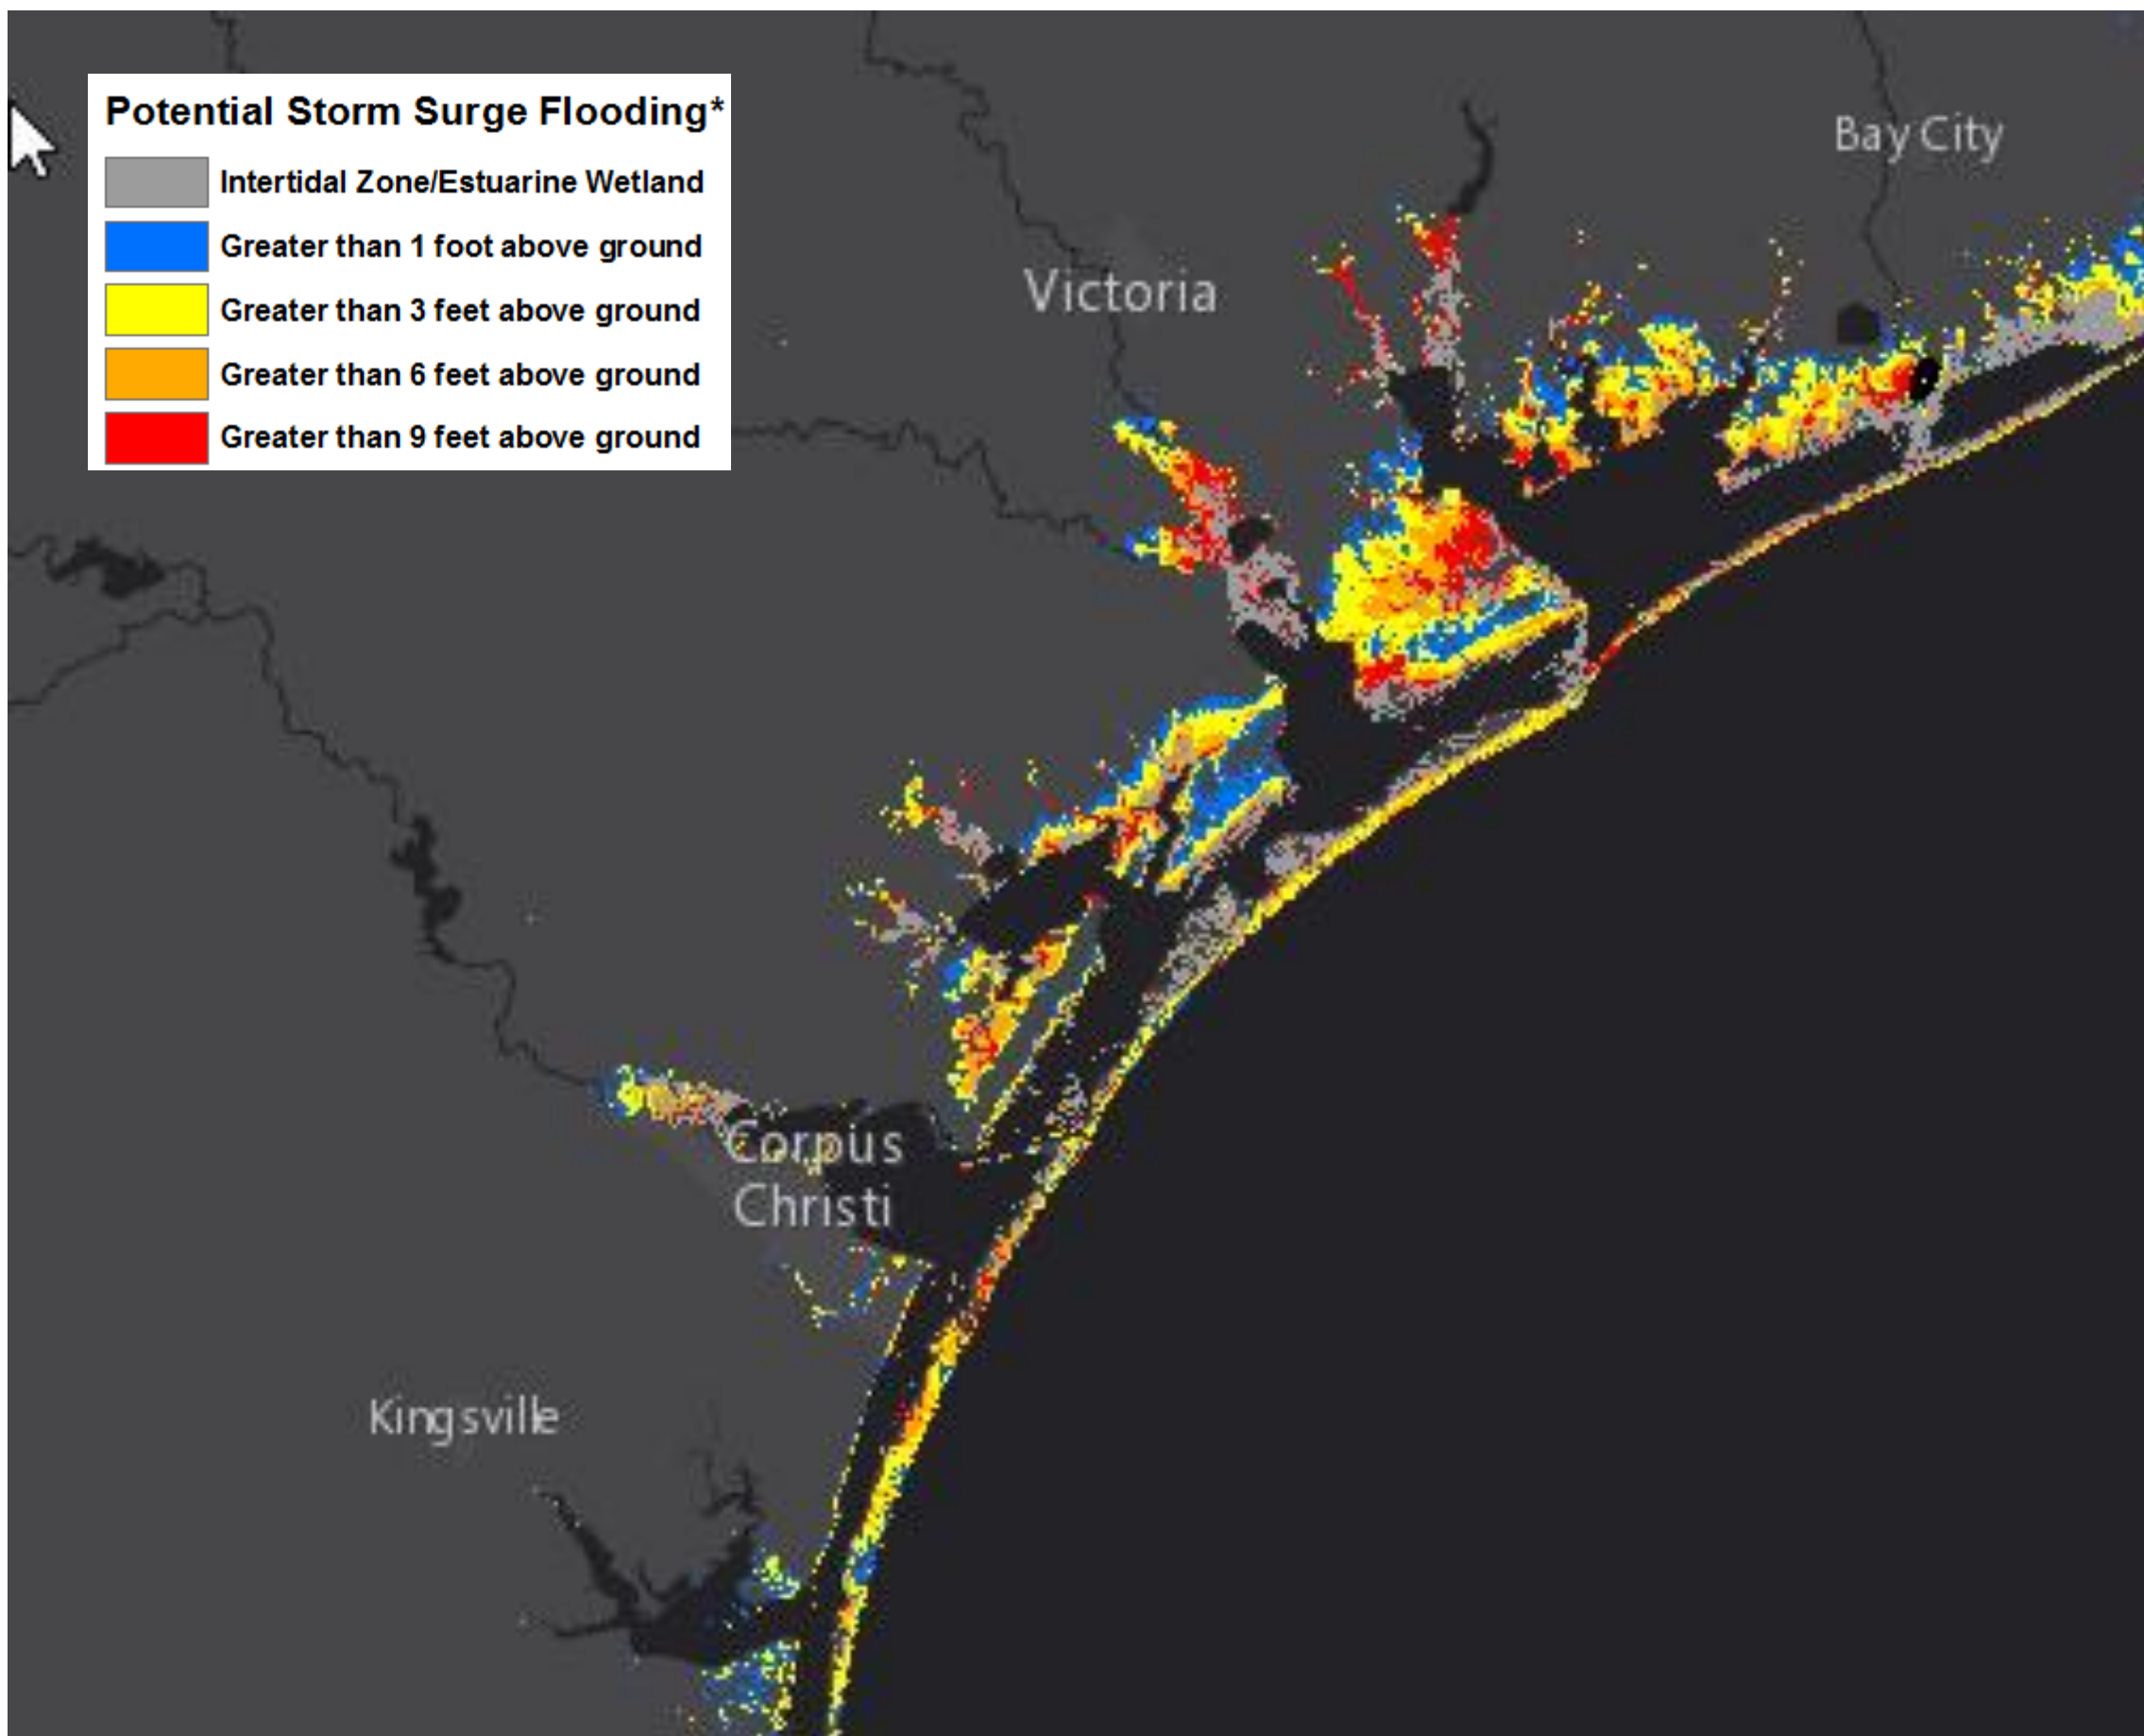 Potential Storm Surge Flooding*
Intertidal Zone/Estuarine Wetland
Greater than 1 foot above ground
Greater than 3 feet above ground
Greater than 6 feet above ground
Greater than 9 feet above ground
Bay City
Victoria
Corpus
Christi
Kingsville